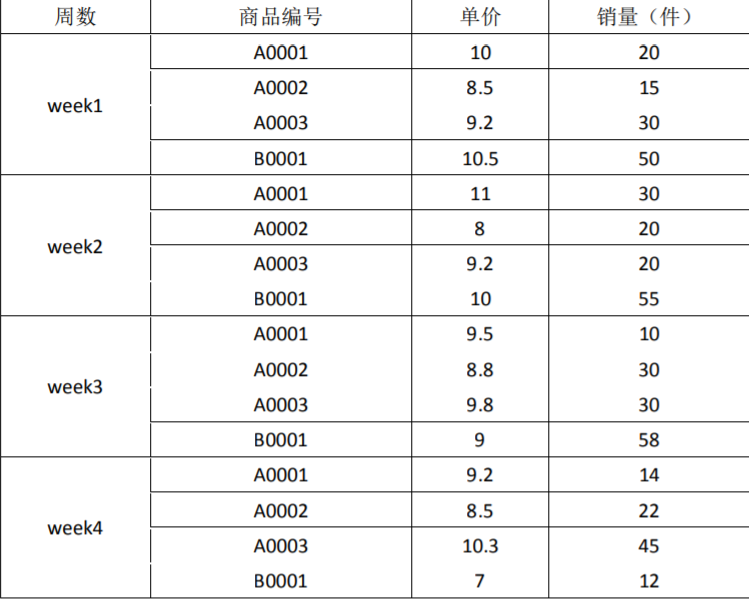 周数 商品编号 单价 销量（件）
week1 A0001 10 20
A0002 8.5 15
A0003 9.2 30
B0001 10.5 50
week2 A0001 11 30
A0002 8 20
A0003 9.2 20
B0001 10 55
week3 A0001 9.5 10
A0002 8.8 30
A0003 9.8 30
B0001 9 58
week4 A0001 9.2 14
A0002 8.5 22
A0003 10.3 45
B0001 7 12